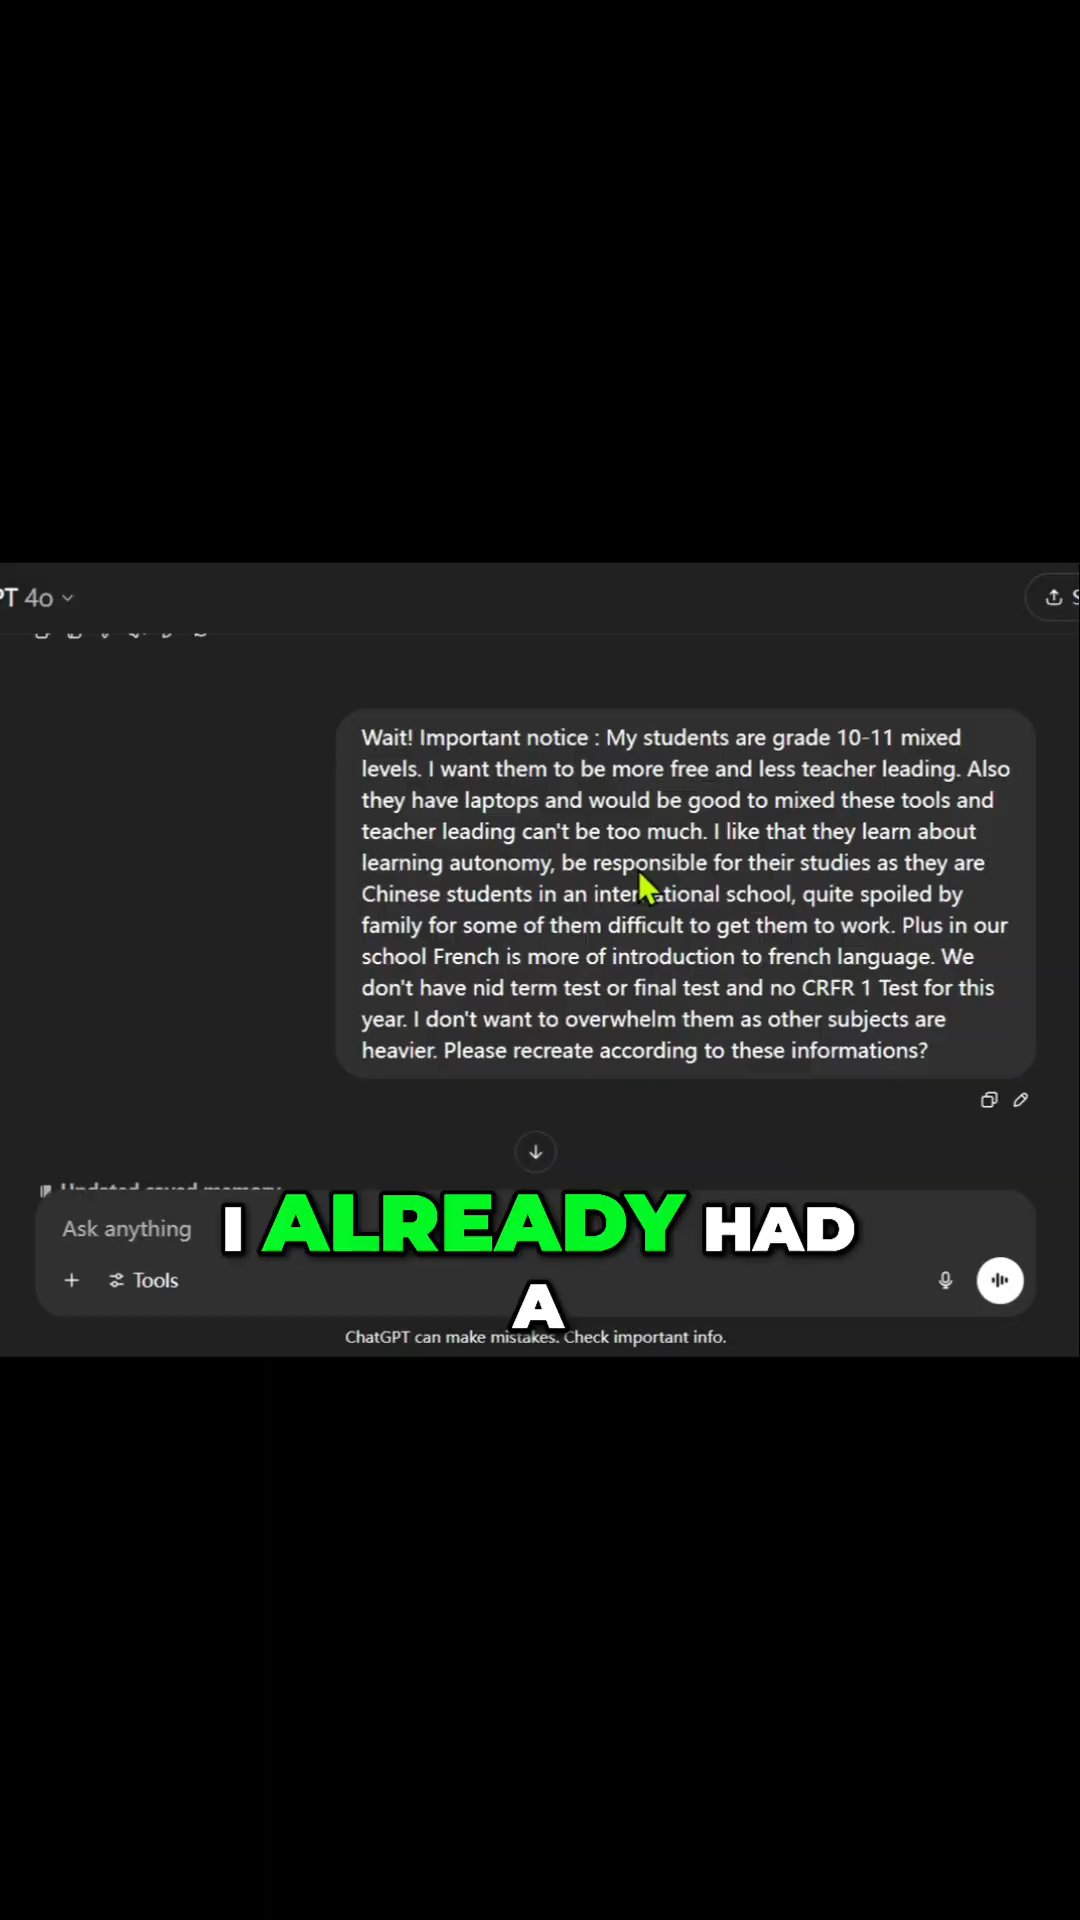 PT 4o
S
Wait! Important notice : My students are grade 10-11 mixed
levels. I want them to be more free and less teacher leading. Also
they have laptops and would be good to mixed these tools and
teacher leading can't be too much. I like that they learn about
learning autonomy, be responsible for their studies as they are
Chinese students in an international school, quite spoiled by
family for some of them difficult to get them to work. Plus in our
school French is more of introduction to french language. We
don't have nid term test or final test and no CRFR 1 Test for this
year. I don't want to overwhelm them as other subjects are
heavier. Please recreate according to these informations?
Updated saved memory
Ask anything
I ALREADY HAD
A
Tools
ChatGPT can make mistakes. Check important info.